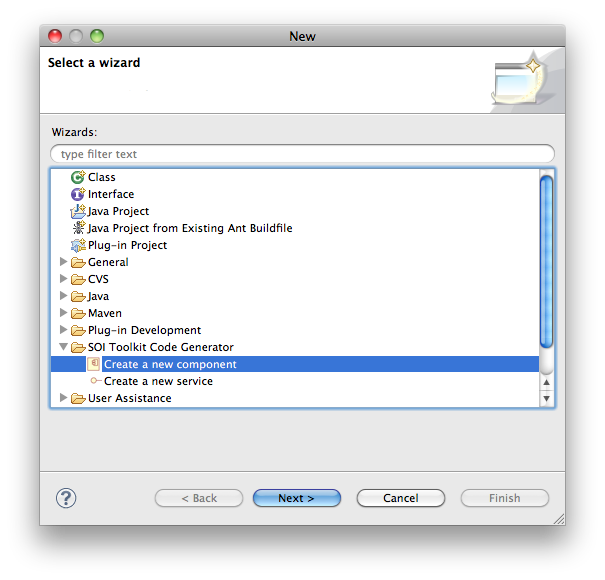 New
Select a wizard
Wizards:
type filter text
Class
Interface
Java Project
Java Project from Existing Ant Buildfile
Plug-in Project
General
CVS
Java
Maven
Plug-in Development
SOI Toolkit Code Generator
Create a new component
Create a new service
User Assistance
? < Back Next > Cancel Finish